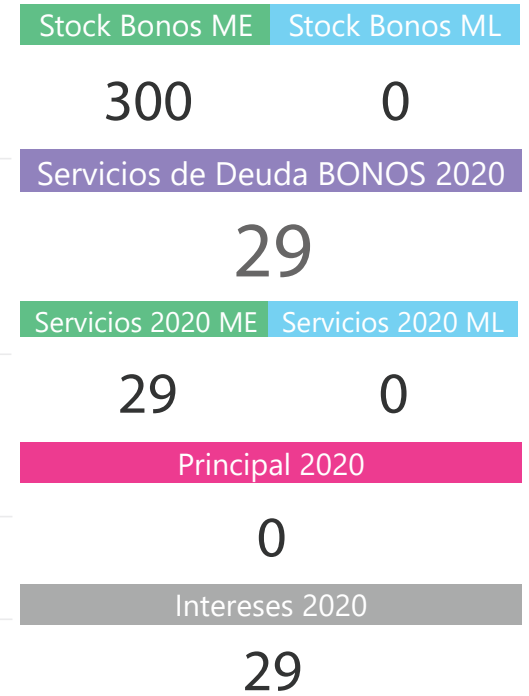 Stock Bonos ME Stock Bonos ML
300 0
Servicios de Deuda BONOS 2020
29
Servicios 2020 ME Servicios 2020 ML
29 0
Principal 2020
0
Intereses 2020
29